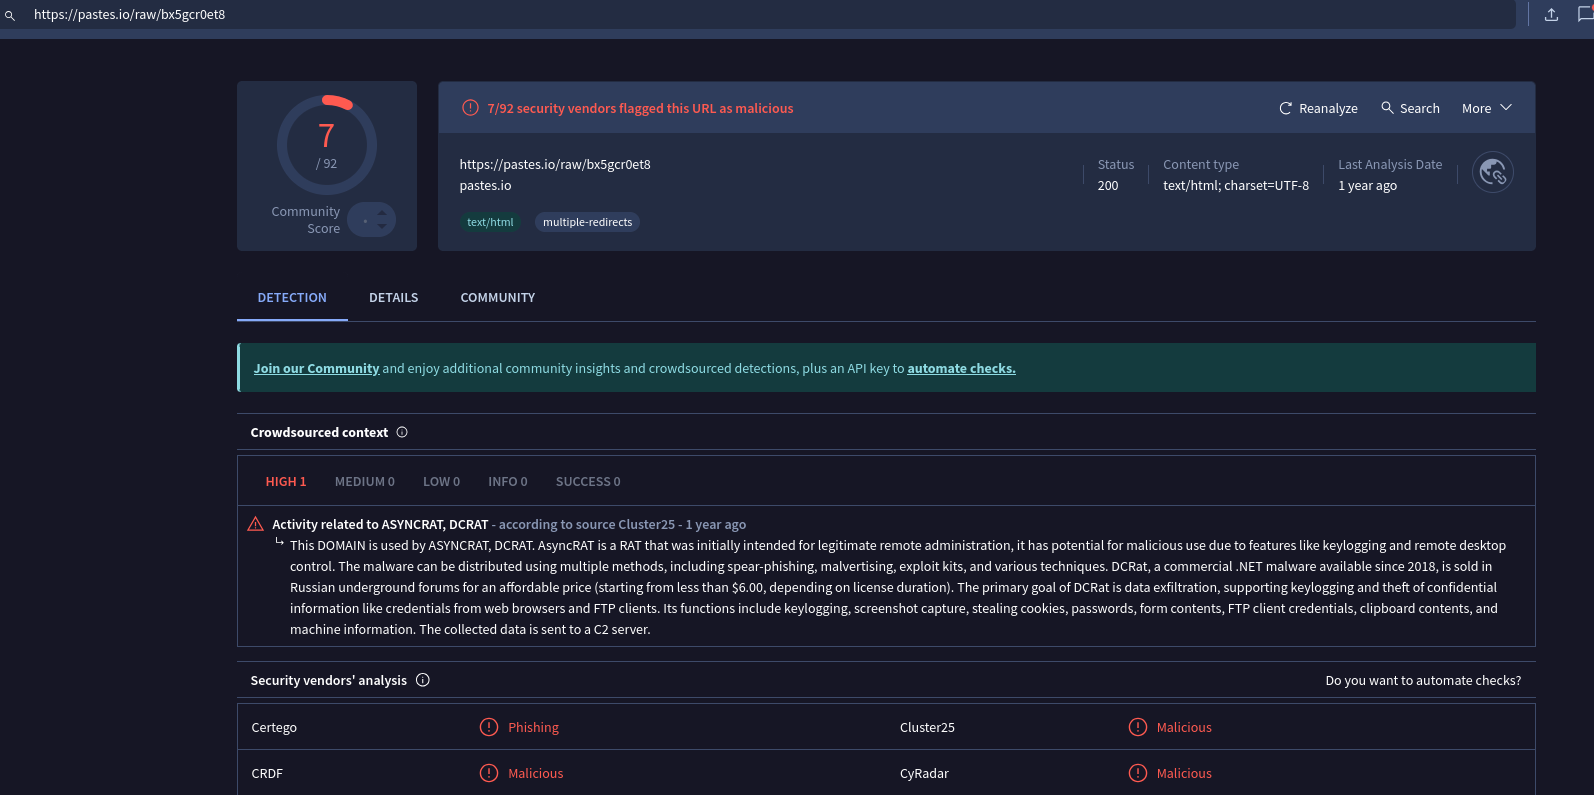 https://pastes.io/raw/bx5gcr0et8
7
/ 92
Community
Score
7/92 security vendors flagged this URL as malicious
Reanalyze
Search
More
https://pastes.io/raw/bx5gcr0et8
pastes.io
text/html
multiple-redirects
Status
200
Content type
text/html; charset=UTF-8
Last Analysis Date
1 year ago
DETECTION
DETAILS
COMMUNITY
Join our Community and enjoy additional community insights and crowdsourced detections, plus an API key to automate checks.
Crowdsourced context
HIGH 1
MEDIUM 0
LOW 0
INFO 0
SUCCESS 0
Activity related to ASYNCRAT, DCRAT - according to source Cluster25 - 1 year ago
This DOMAIN is used by ASYNCRAT, DCRAT. AsyncRAT is a RAT that was initially intended for legitimate remote administration, it has potential for malicious use due to features like keylogging and remote desktop
control. The malware can be distributed using multiple methods, including spear-phishing, malvertising, exploit kits, and various techniques. DCRat, a commercial .NET malware available since 2018, is sold in
Russian underground forums for an affordable price (starting from less than $6.00, depending on license duration). The primary goal of DCRat is data exfiltration, supporting keylogging and theft of confidential
information like credentials from web browsers and FTP clients. Its functions include keylogging, screenshot capture, stealing cookies, passwords, form contents, FTP client credentials, clipboard contents, and
machine information. The collected data is sent to a C2 server.
Security vendors' analysis
Do you want to automate checks?
Certego
Phishing
Cluster25
Malicious
CRDF
Malicious
CyRadar
Malicious